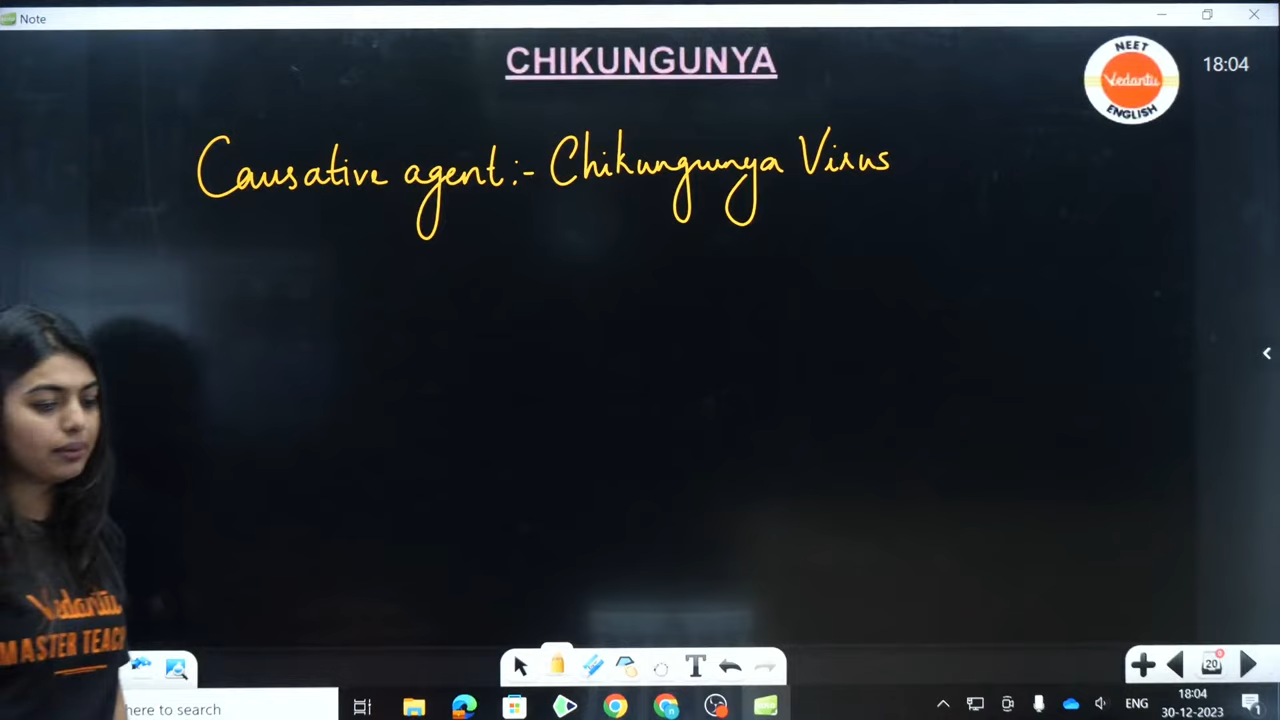 Note
CHIKUNGUNYA
NEET
Vedantu
ENGLISH
18:04
Causative agent:- Chikungunya Virus
Vedantu
MASTER TEACH
here to search
T
20
ENG
18:04
30-12-2023